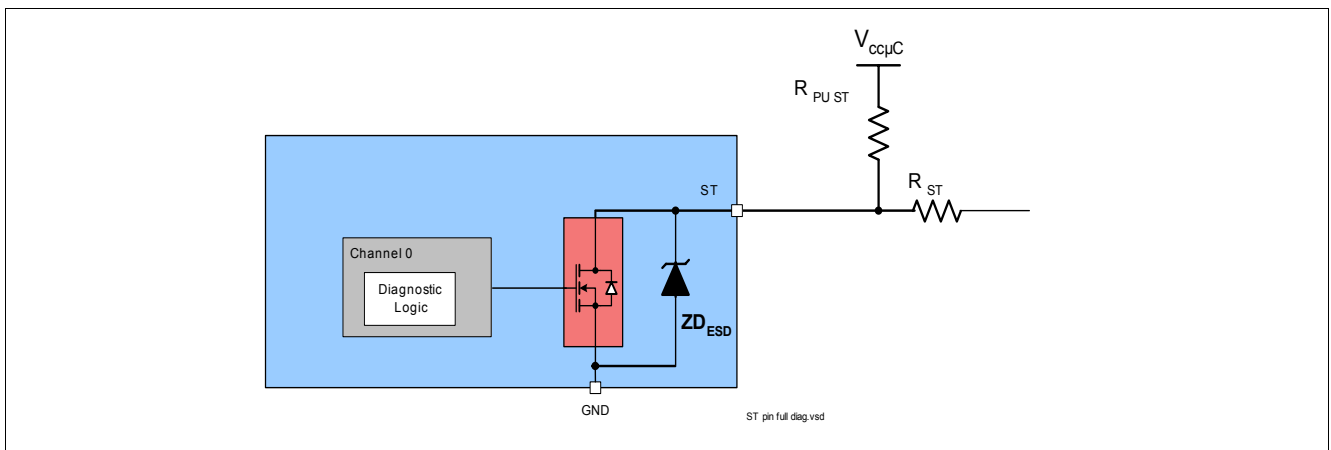 VccµC
R PU ST
R ST
ST
Channel 0
Diagnostic
Logic
ZDESD
GND
ST pin full diag.vsd